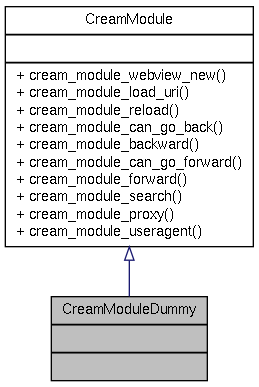 CreamModule
+ cream_module_webview_new()
+ cream_module_load_uri()
+ cream_module_reload()
+ cream_module_can_go_back()
+ cream_module_backward()
+ cream_module_can_go_forward()
+ cream_module_forward()
+ cream_module_search()
+ cream_module_proxy()
+ cream_module_useragent()
CreamModuleDummy